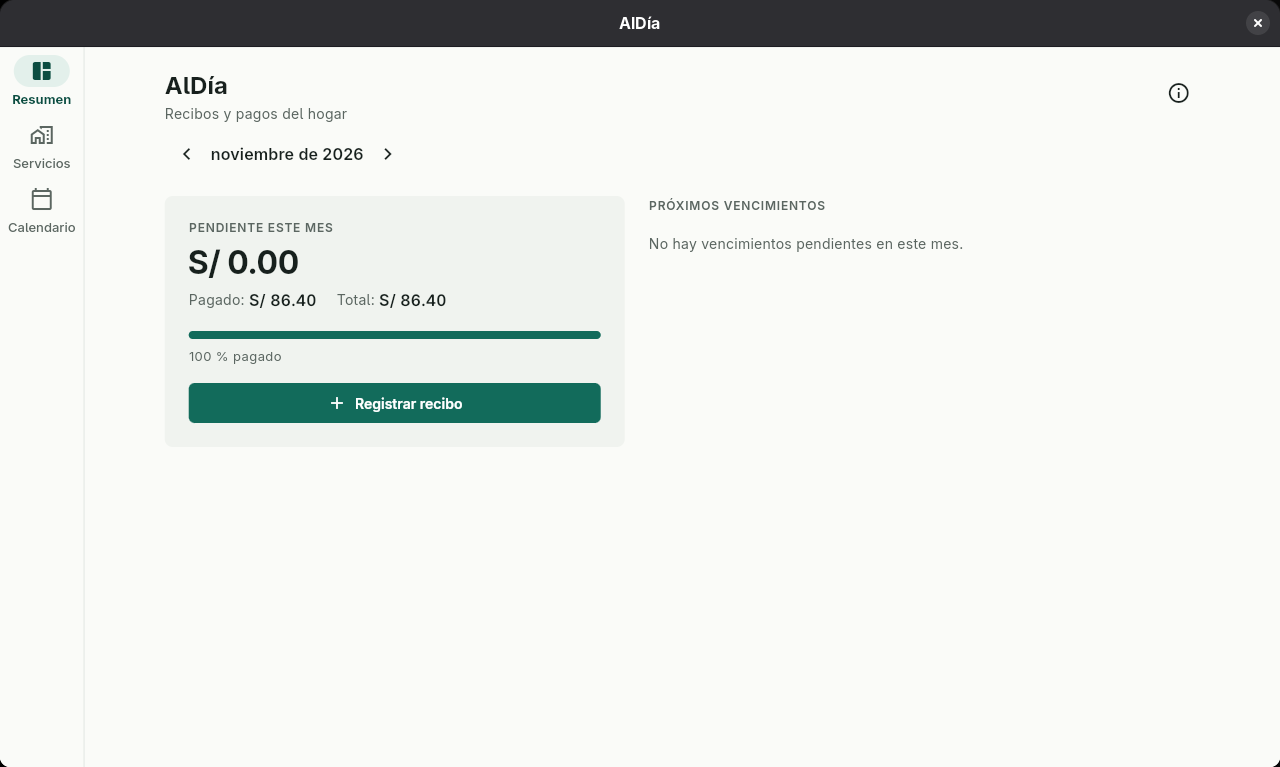 AlDía
Resumen
Servicios
Calendario
AlDía
Recibos y pagos del hogar
noviembre de 2026
PENDIENTE ESTE MES
S/ 0.00
Pagado: S/ 86.40 Total: S/ 86.40
100 % pagado
Registrar recibo
PRÓXIMOS VENCIMIENTOS
No hay vencimientos pendientes en este mes.